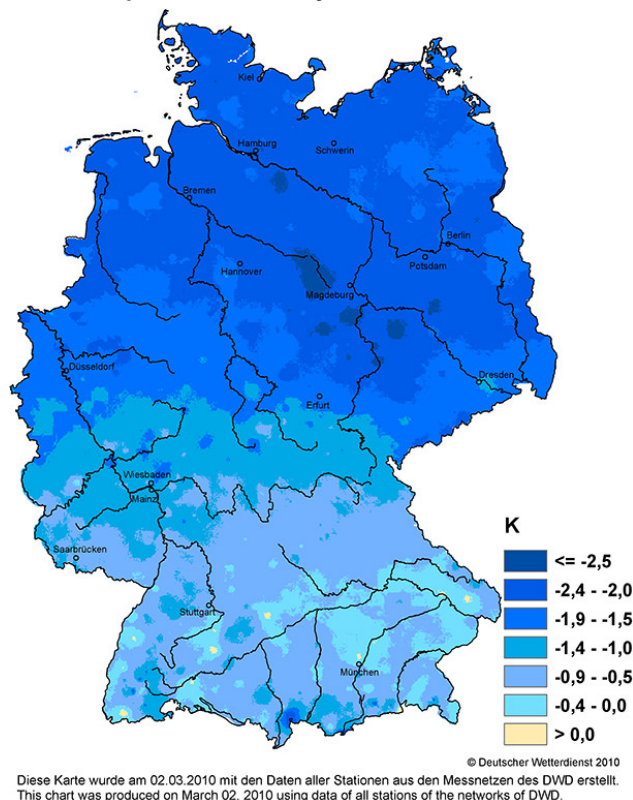 Kiel
Hamburg
Schwerin
Bremen
Berlin
Hannover
Potsdam
Magdeburg
Düsseldorf
Dresden
Erfurt
Wiesbaden
Mainz
Saarbrücken
Stuttgart
München
K
<= -2,5
-2,4 - -2,0
-1,9 - -1,5
-1,4 - -1,0
-0,9 - -0,5
-0,4 - 0,0
> 0,0
© Deutscher Wetterdienst 2010
Diese Karte wurde am 02.03.2010 mit den Daten aller Stationen aus den Messnetzen des DWD erstellt.
This chart was produced on March 02, 2010 using data of all stations of the networks of DWD.